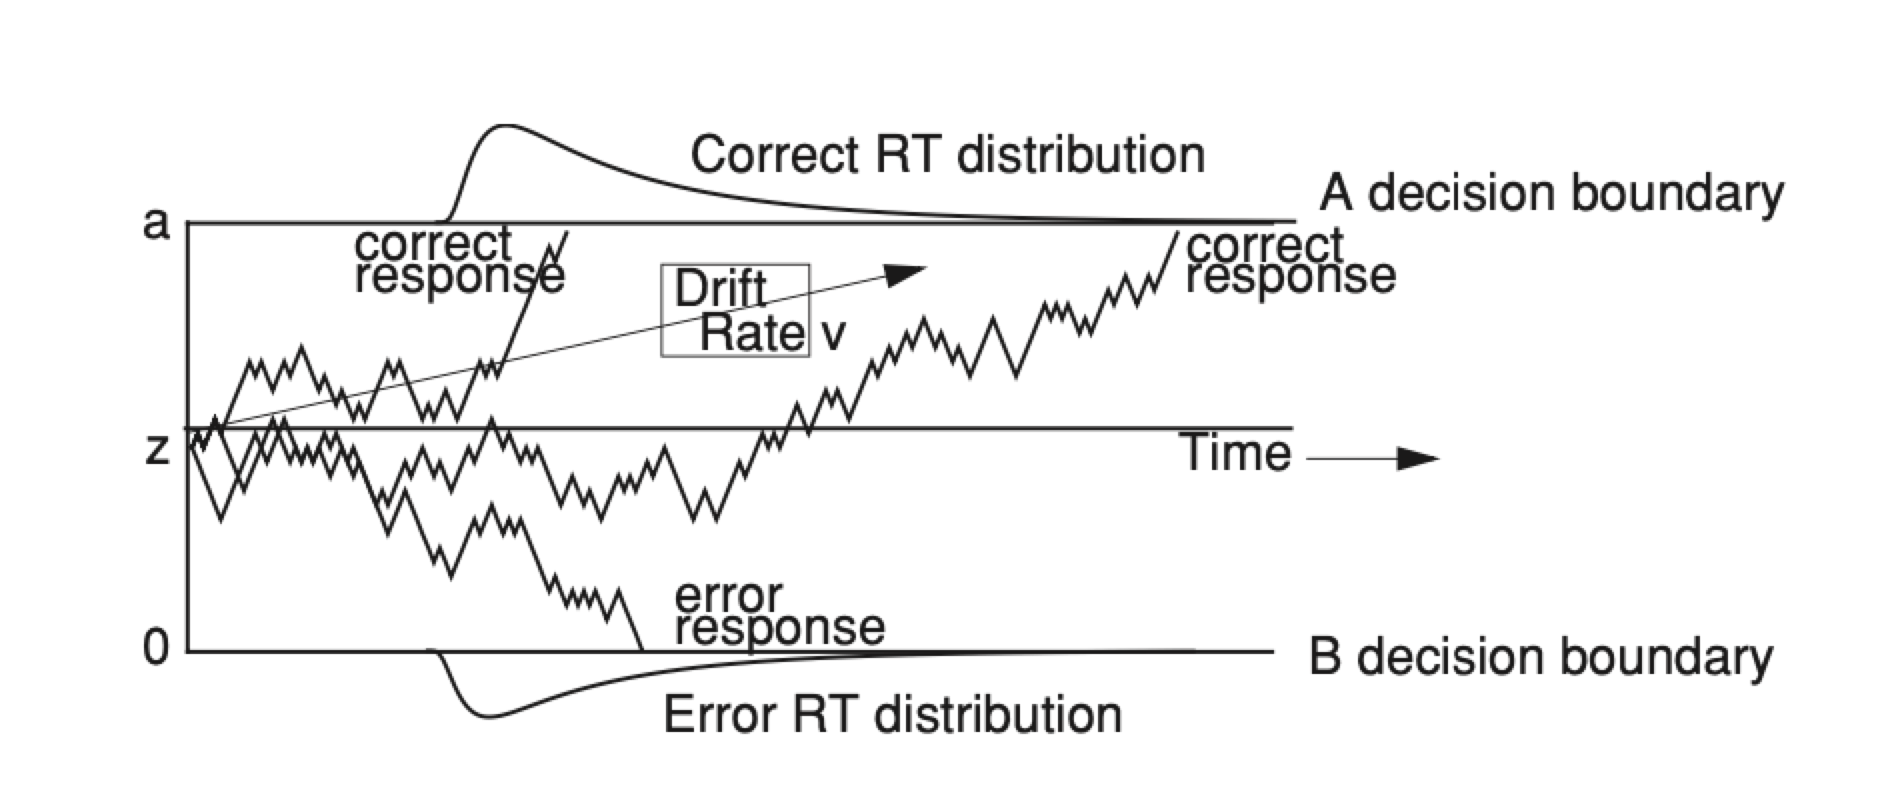 Correct RT distribution
A decision boundary
a
correct
response
correct
response
Drift
Rate v
z
Time
error
response
0
B decision boundary
Error RT distribution